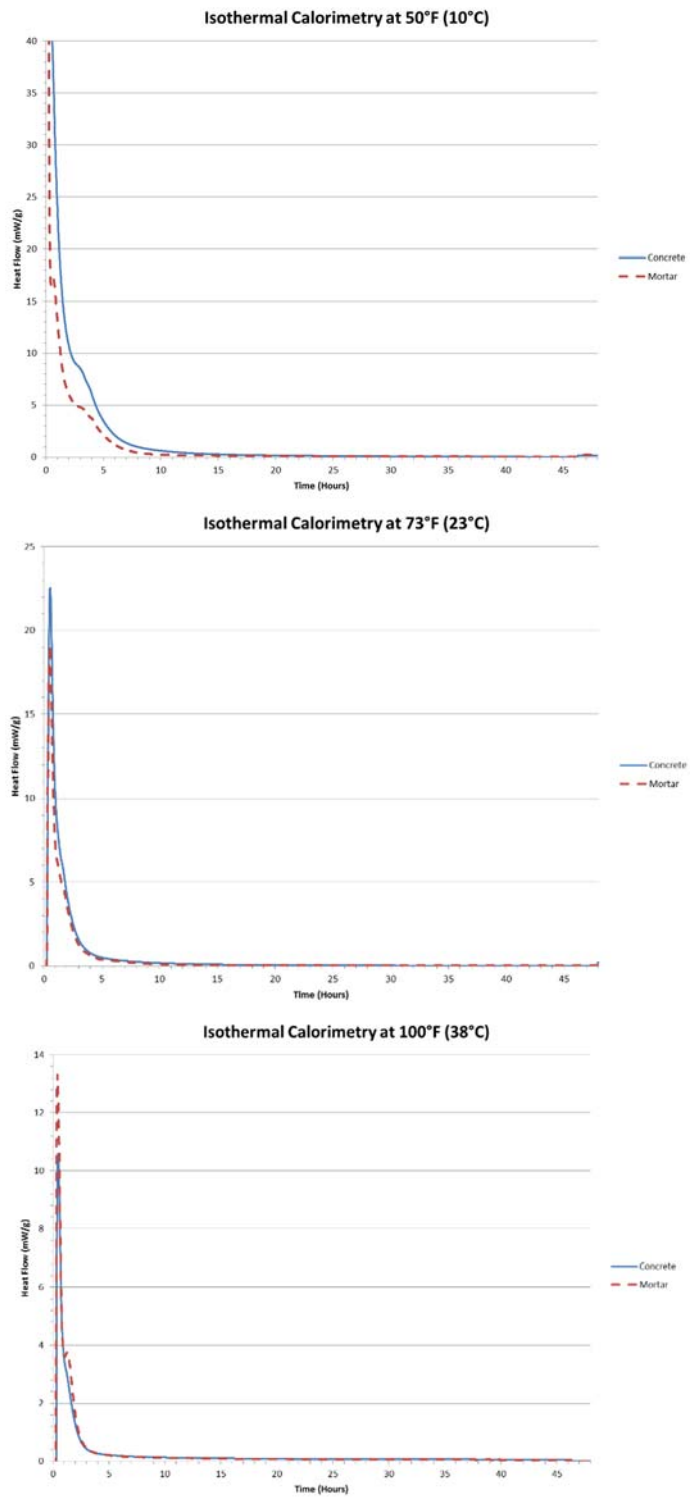 Isothermal Calorimetry at 50°F (10°C)
40
35
30
25
20
15
10
5
0
Heat Flow (mW/g)
0 5 10 15 20 25 30 35 40 45
Time (Hours)
Concrete
Mortar
Isothermal Calorimetry at 73°F (23°C)
25
20
15
10
5
0
Heat Flow (mW/g)
0 5 10 15 20 25 30 35 40 45
Time (Hours)
Concrete
Mortar
Isothermal Calorimetry at 100°F (38°C)
14
12
10
8
6
4
2
0
Heat Flow (mW/g)
0 5 10 15 20 25 30 35 40 45
Time (Hours)
Concrete
Mortar